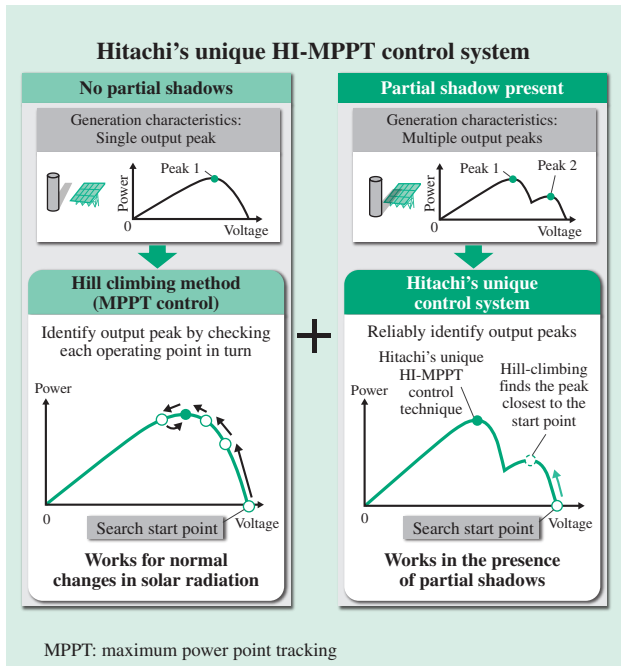 Hitachi's unique HI-MPPT control system
No partial shadows
Generation characteristics:
Single output peak
Power
Peak 1
0
Voltage
Hill climbing method
(MPPT control)
Identify output peak by checking
each operating point in turn
Power
0
Voltage
Search start point
Works for normal
changes in solar radiation
+
Partial shadow present
Generation characteristics:
Multiple output peaks
Power
Peak 1
Peak 2
0
Voltage
Hitachi's unique
control system
Reliably identify output peaks
Hitachi's unique
HI-MPPT
control
technique
Hill-climbing
finds the peak
closest to the
start point
Power
0
Voltage
Search start point
Works in the presence
of partial shadows
MPPT: maximum power point tracking